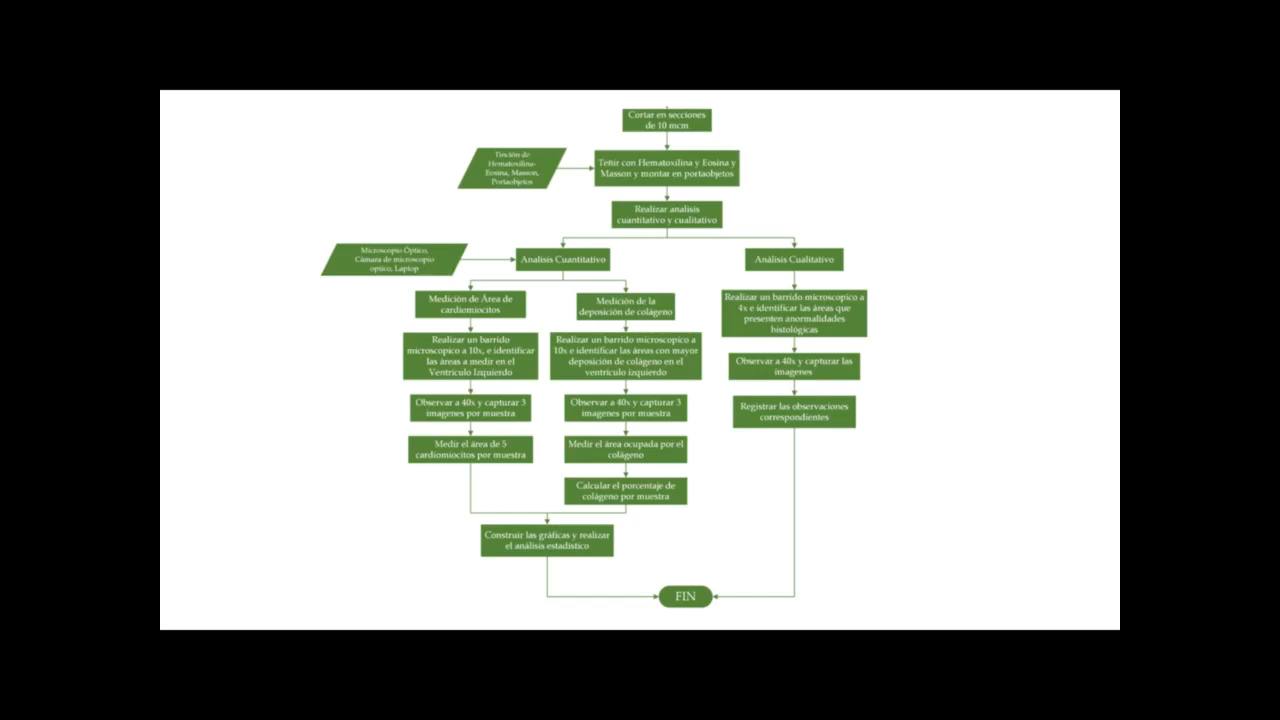 Cortar en secciones
de 10 mcm
Tinción de
Hematoxilina-
Eosina, Masson,
Portaobjetos
Teñir con Hematoxilina y Eosina y
Masson y montar en portaobjetos
Realizar analisis
cuantitativo y cualitativo
Microscopio Óptico,
Cámara de microscopio
optico, Laptop
Analisis Cuantitativo
Análisis Cualitativo
Medición de Área de
cardiomiocitos
Medición de la
deposición de colágeno
Realizar un barrido microscopico a
4x e identificar las áreas que
presenten anormalidades
histológicas
Realizar un barrido
microscopico a 10x, e identificar
las áreas a medir en el
Ventrículo Izquierdo
Realizar un barrido microscopico a
10x e identificar las áreas con mayor
deposición de colágeno en el
ventrículo izquierdo
Observar a 40x y capturar las
imagenes
Observar a 40x y capturar 3
imagenes por muestra
Observar a 40x y capturar 3
imagenes por muestra
Registrar las observaciones
correspondientes
Medir el área de 5
cardiomiocitos por muestra
Medir el área ocupada por el
colágeno
Calcular el porcentaje de
colágeno por muestra
Construir las gráficas y realizar
el análisis estadístico
FIN